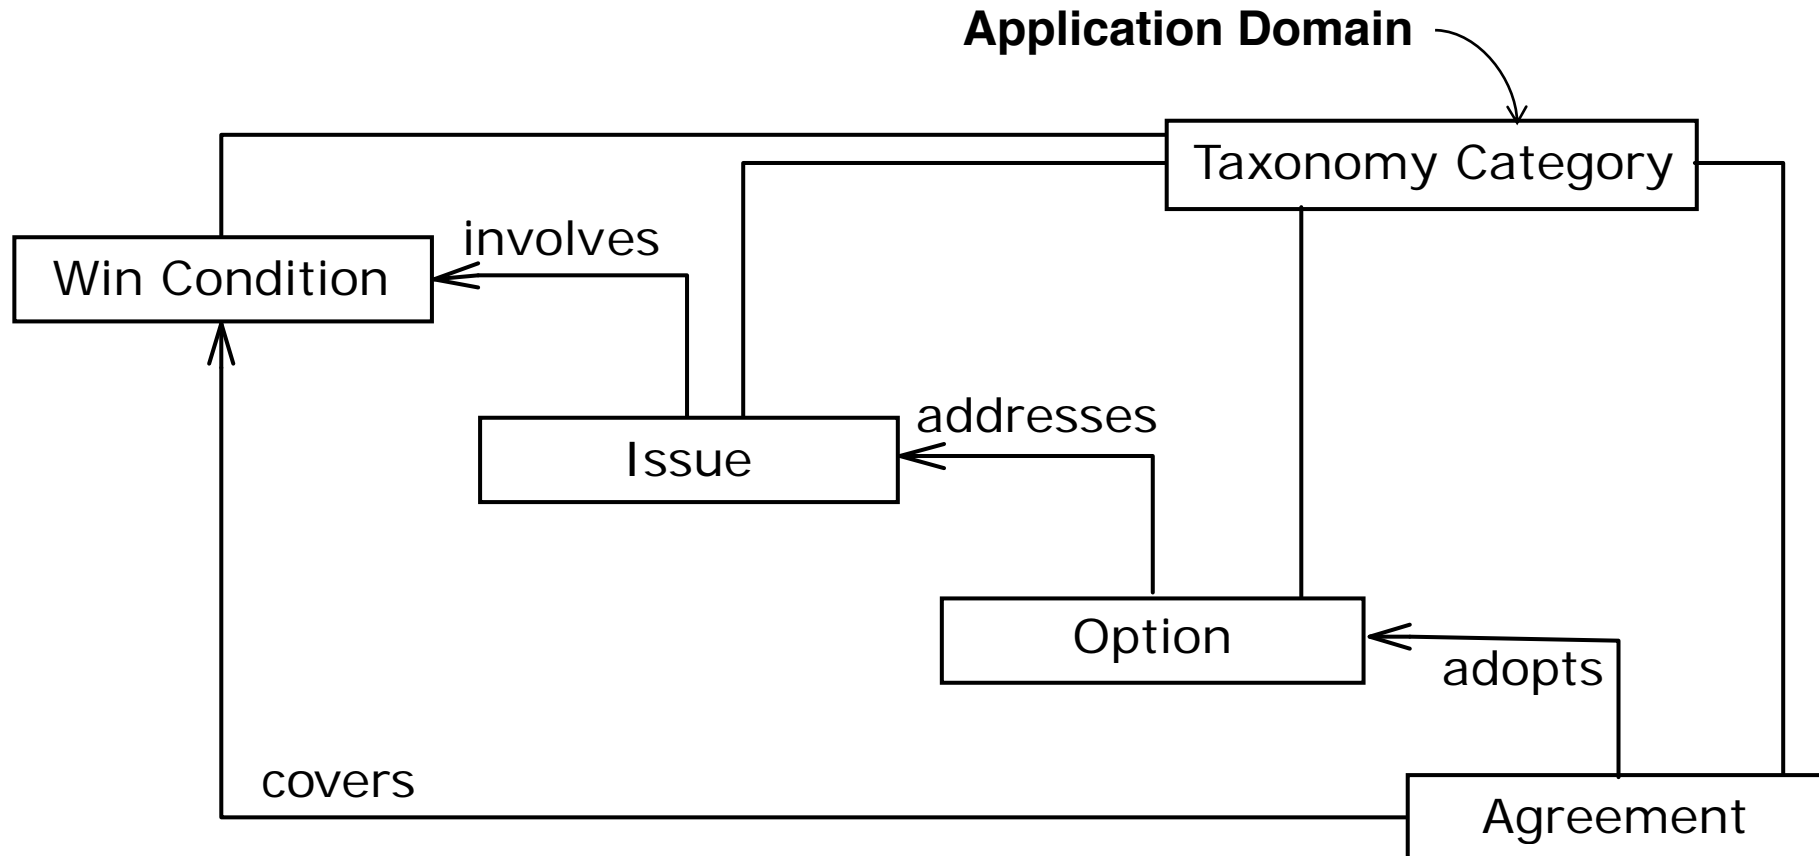 Application Domain
Taxonomy Category
involves
Win Condition
addresses
Issue
Option
adopts
covers
Agreement